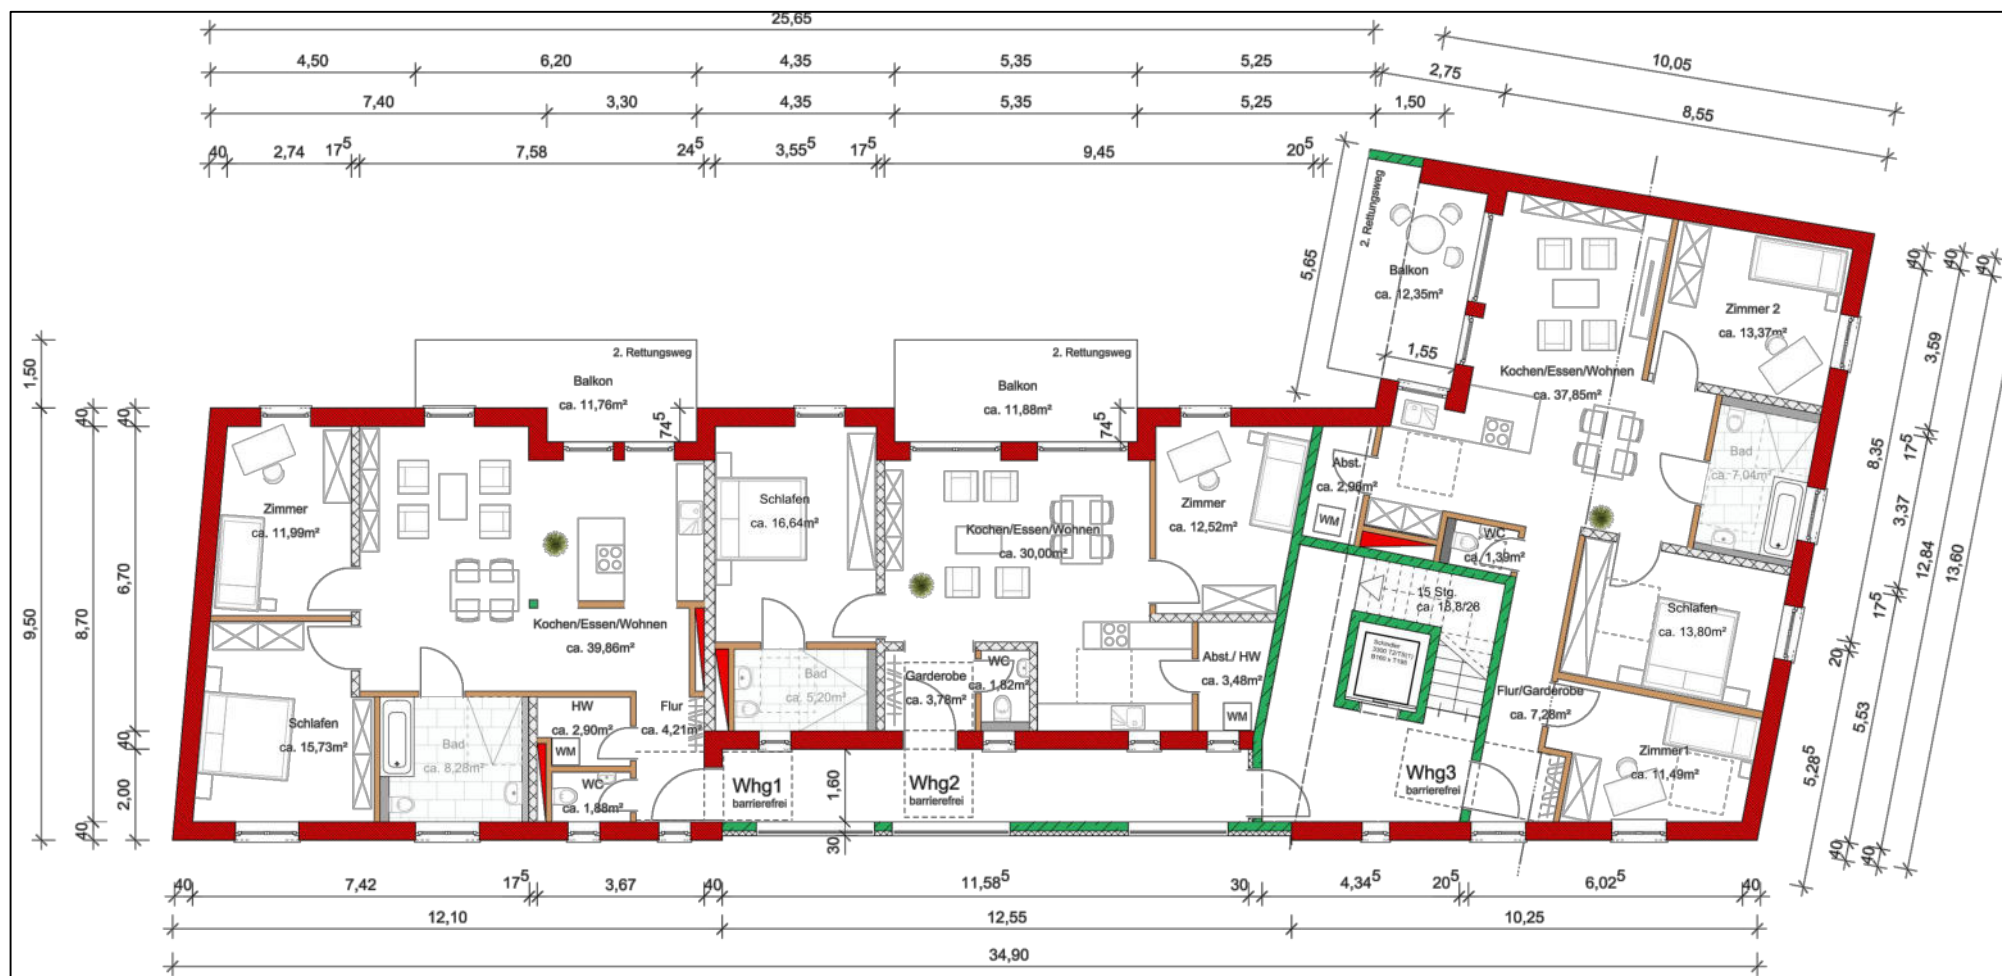 25,65
4,50 6,20 4,35 5,35 5,25
7,40 3,30 4,35 5,35 5,25 1,50
40 2,74 17⁵ 7,58 24⁵ 3,55⁵ 17⁵ 9,45 20⁵
10,05
2,75
8,55
5,65
2. Rettungsweg
Balkon
ca. 12,35m²
1,55
Kochen/Essen/Wohnen
ca. 37,85m²
Zimmer 2
ca. 13,37m²
40 40 40
3,59
8,35
17⁵
3,37
12,84
13,60
17⁵
20
5,53
5,28⁵
40 40
1,50
40 40
6,70
8,70
9,50
40
2,00
40
2. Rettungsweg
Balkon
ca. 11,76m²
74⁵
2. Rettungsweg
Balkon
ca. 11,88m²
74⁵
Zimmer
ca. 11,99m²
Schlafen
ca. 16,64m²
Kochen/Essen/Wohnen
ca. 30,00m²
Zimmer
ca. 12,52m²
Abst.
ca. 2,96m²
WM
WC
ca. 1,39m²
Bad
ca. 7,04m²
15 Stg.
ca. 18,8/26
Schindler
Schlafen
ca. 13,80m²
Kochen/Essen/Wohnen
ca. 39,86m²
Schlafen
ca. 15,73m²
Bad
ca. 8,28m²
HW
ca. 2,90m²
WM
WC
ca. 1,88m²
Flur
ca. 4,21m²
Bad
ca. 5,20m²
Garderobe
ca. 3,78m²
WC
ca. 1,82m²
Abst./ HW
ca. 3,48m²
WM
Flur/Garderobe
ca. 7,28m²
Zimmer1
ca. 11,49m²
Whg1
barrierefrei
1,60
30
Whg2
barrierefrei
Whg3
barrierefrei
40 7,42 17⁵ 3,67 40 11,58⁵ 30 4,34⁵ 20⁵ 6,02⁵ 40
12,10 12,55 10,25
34,90